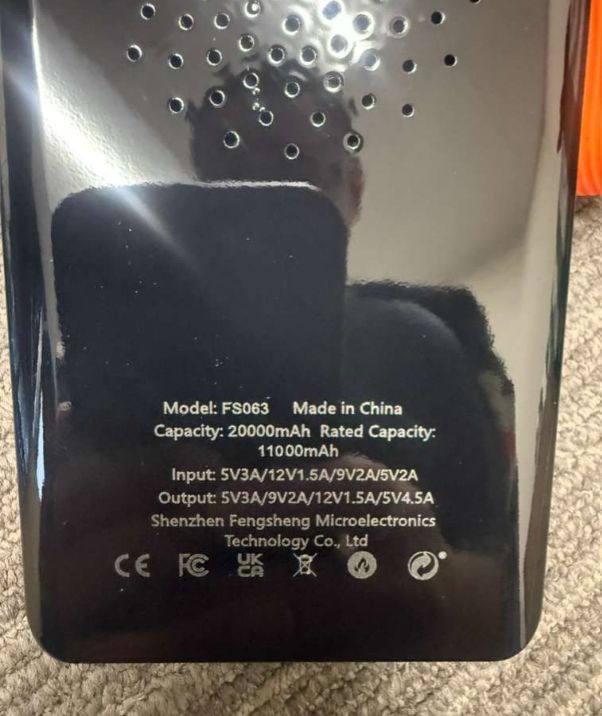 Model: FS063 Made in China
Capacity: 20000mAh Rated Capacity:
11000mAh
Input: 5V3A/12V1.5A/9V2A/5V2A
Output: 5V3A/9V2A/12V1.5A/5V4.5A
Shenzhen Fengsheng Microelectronics
Technology Co., Ltd
CE FC UK
CA